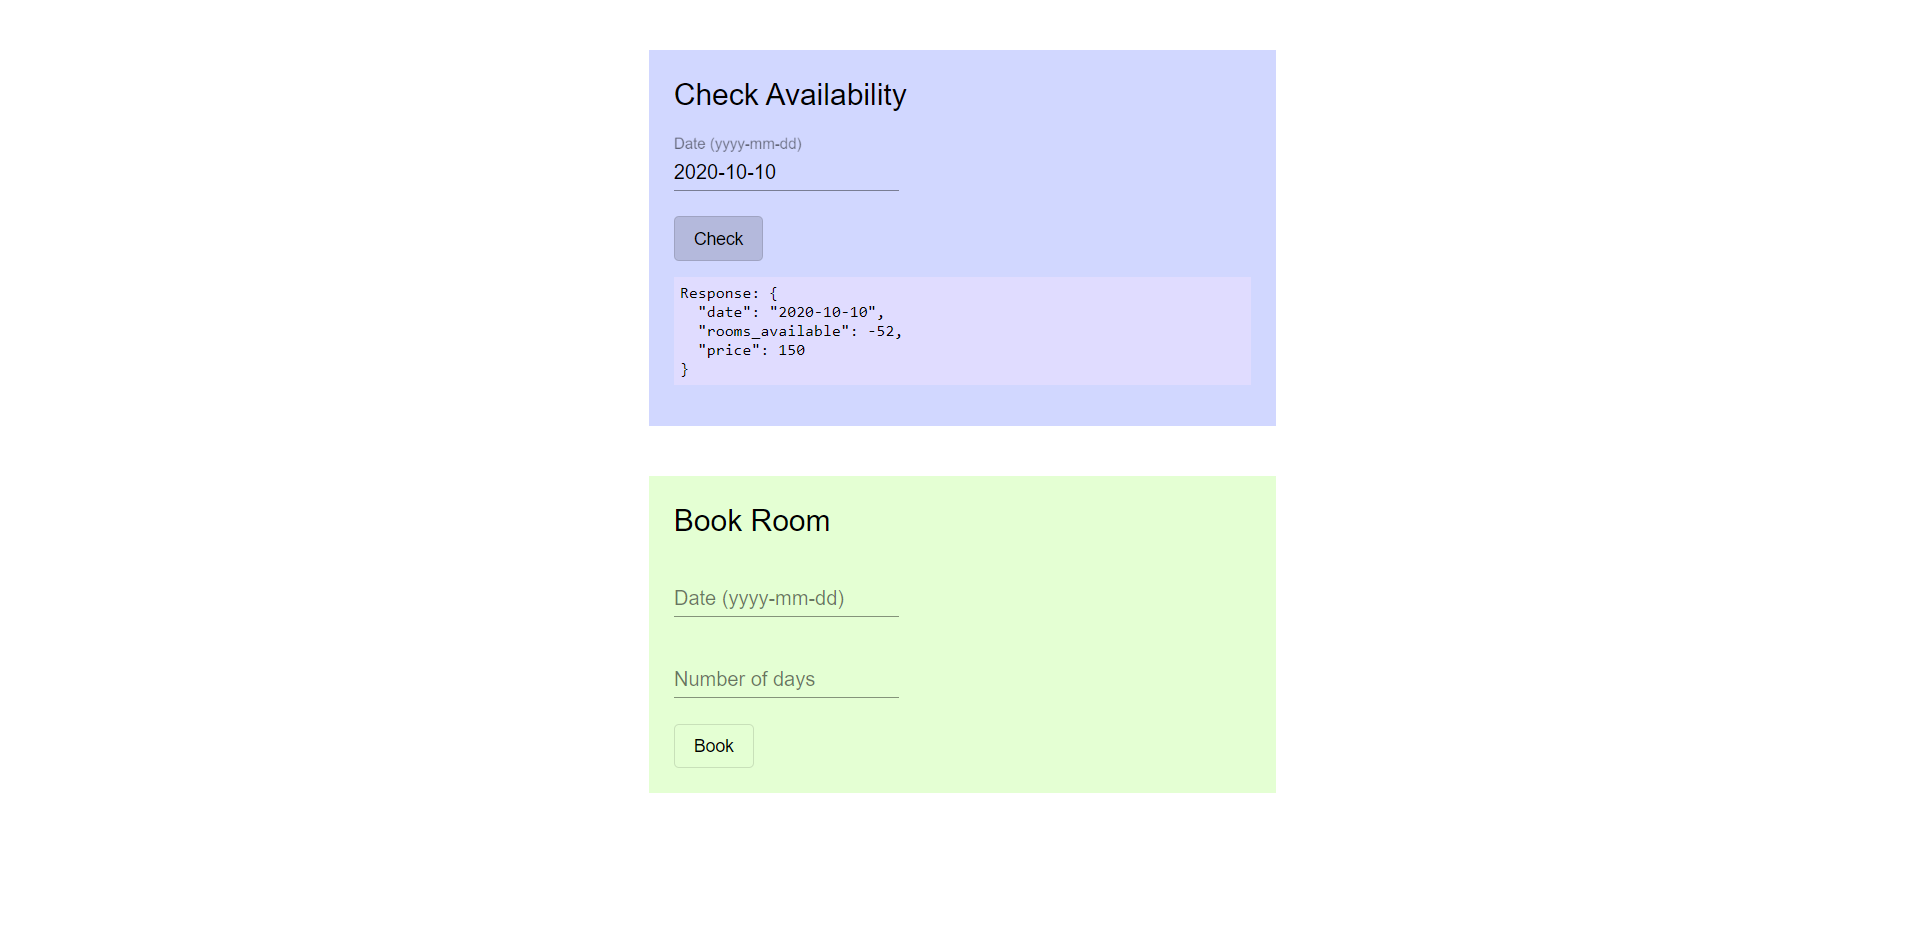 Check Availability
Date (yyyy-mm-dd)
2020-10-10
Check
Response: {
  "date": "2020-10-10",
  "rooms_available": -52,
  "price": 150
}
Book Room
Date (yyyy-mm-dd)
Number of days
Book